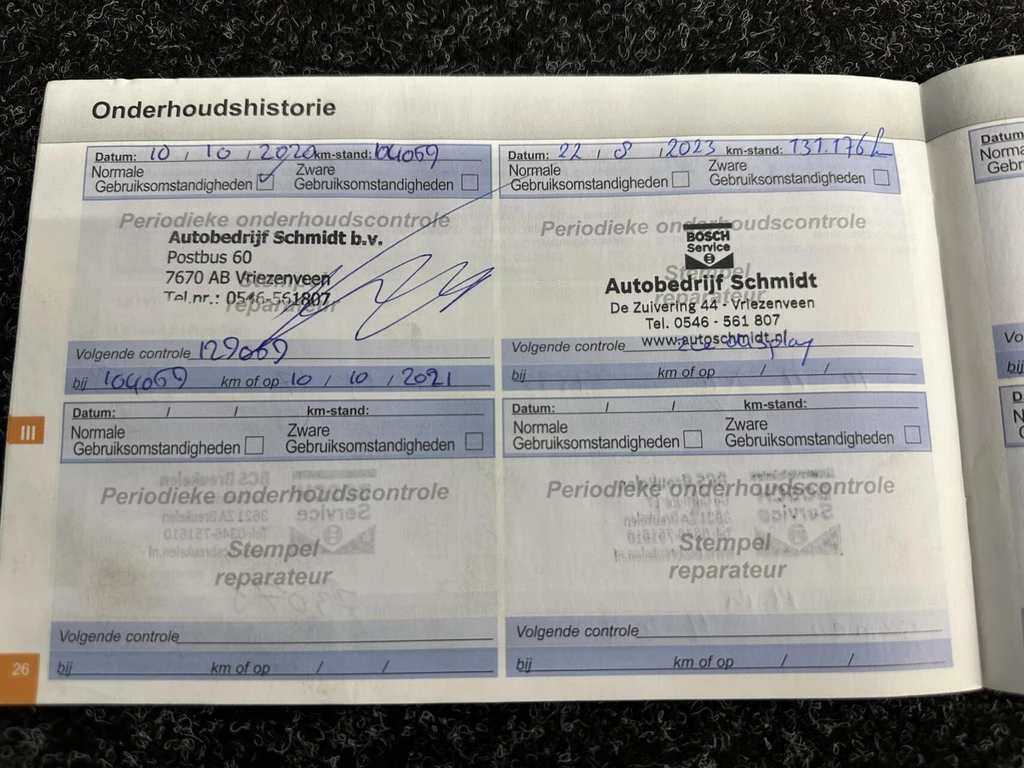 Onderhoudshistorie
Datum: 10 / 10 / 2020 km-stand: 104069
Normale Zware
Gebruiksomstandigheden Gebruiksomstandigheden
Periodieke onderhoudscontrole
Autobedrijf Schmidt b.v.
Postbus 60
7670 AB Vriezenveen
Stempel
Tel.nr.: 0546-561807
reparateur
Volgende controle 129069
bij 104069 km of op 10 / 10 / 2021
Datum: 22 / 8 / 2023 km-stand: 131.176
Normale Zware
Gebruiksomstandigheden Gebruiksomstandigheden
Periodieke onderhoudscontrole
BOSCH
Service
Stempel
Autobedrijf Schmidt
reparateur
De Zuivering 44 - Vriezenveen
Tel. 0546 - 561 807
www.autoschmidt.nl
Volgende controle zie display
bij km of op / /
III
Datum: / / km-stand:
Normale Zware
Gebruiksomstandigheden Gebruiksomstandigheden
Periodieke onderhoudscontrole
Stempel
reparateur
Volgende controle
bij km of op / /
Datum: / / km-stand:
Normale Zware
Gebruiksomstandigheden Gebruiksomstandigheden
Periodieke onderhoudscontrole
Stempel
reparateur
Volgende controle
bij km of op / /
26
Datum